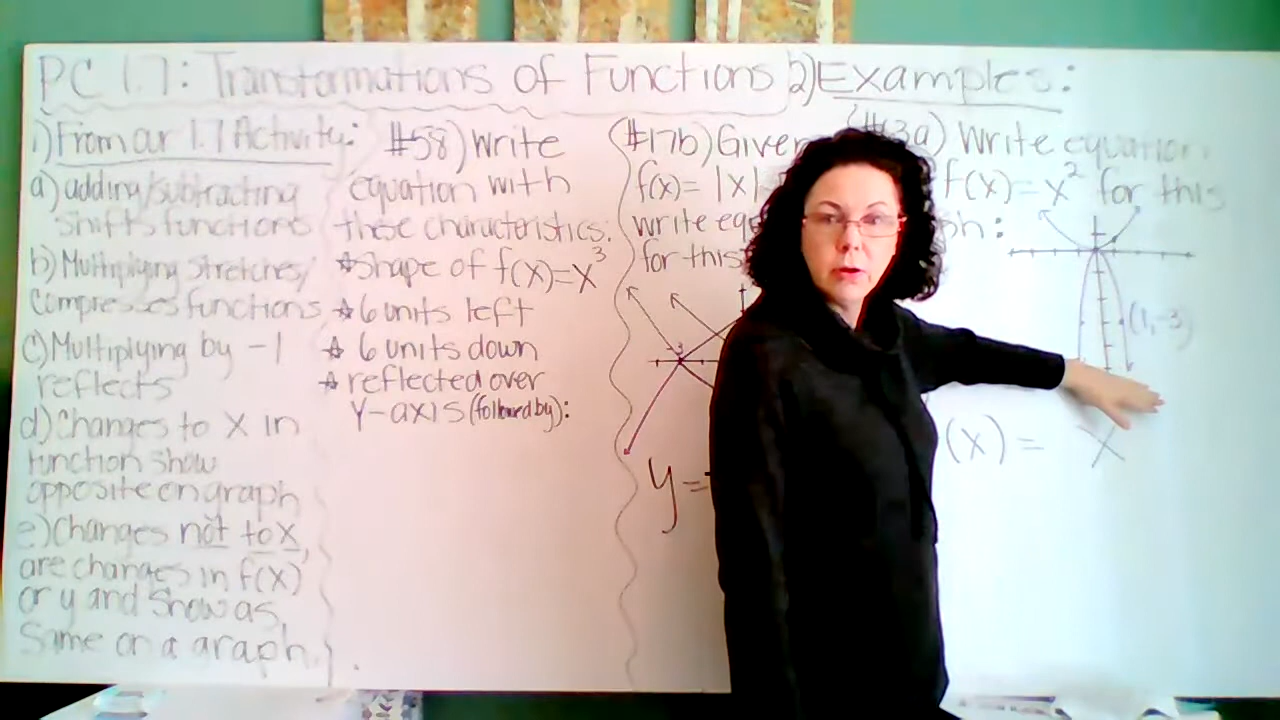 PC 1.7: Transformations of Functions
1) From our 1.7 Activity:
a) adding/subtracting
shifts functions
b) Multiplying stretches/
compresses functions
c) Multiplying by -1
reflects
d) Changes to x in
function show
opposite on graph
e) Changes not to x,
are changes in f(x)
or y and show as
same on a graph.
#58) Write
equation with
these characteristics:
☆ Shape of f(x)=x³
☆ 6 units left
☆ 6 units down
☆ reflected over
y-axis (followed by):
2) Examples:
(#17b) Given
f(x)= |x|
write
for this
3
y =
3a) Write equation
f(x) = x² for this
(1,-3)
(x) = x